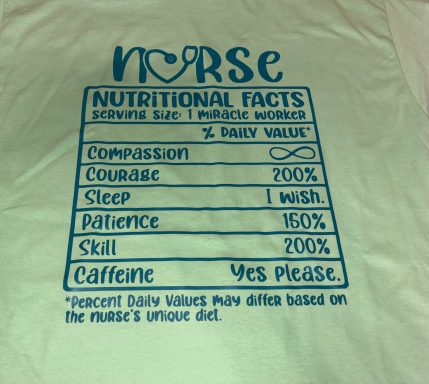 nurse
NUTRITIONAL FACTS
Serving Size: 1 Miracle Worker
% Daily Value*
Compassion ∞
Courage 200%
Sleep I wish.
Patience 150%
Skill 200%
Caffeine Yes please.
*Percent Daily Values may differ based on
the nurse's unique diet.